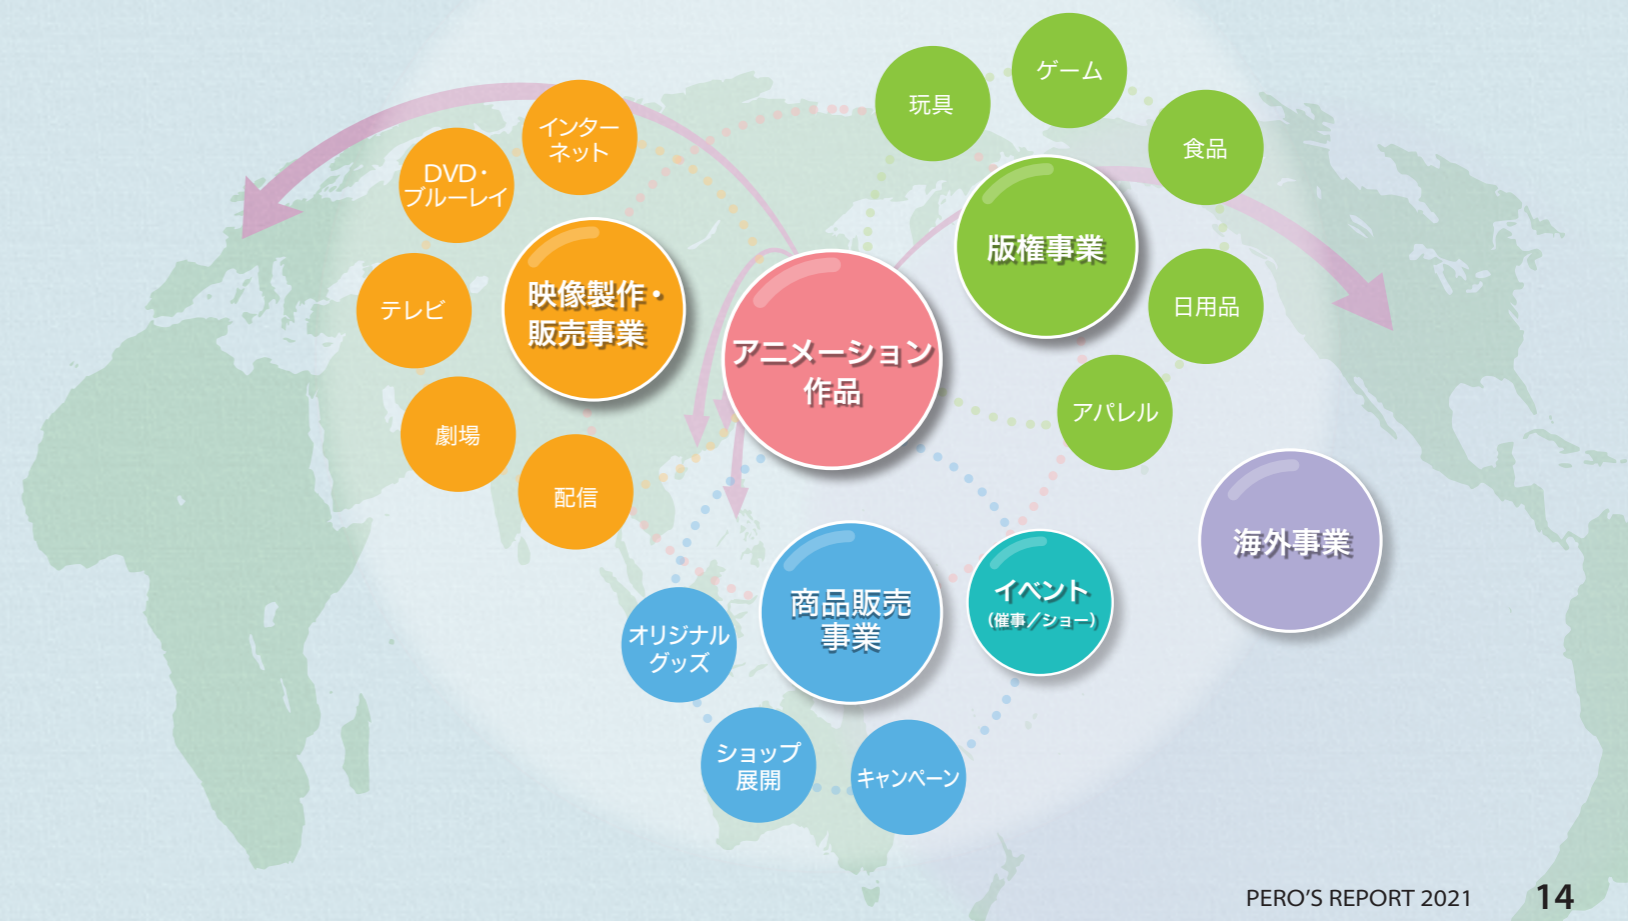 インター
ネット
DVD・
ブルーレイ
テレビ
劇場
配信
映像製作・
販売事業
アニメーション
作品
玩具
ゲーム
食品
日用品
アパレル
版権事業
海外事業
商品販売
事業
イベント
（催事／ショー）
オリジナル
グッズ
ショップ
展開
キャンペーン
PERO'S REPORT 2021 14